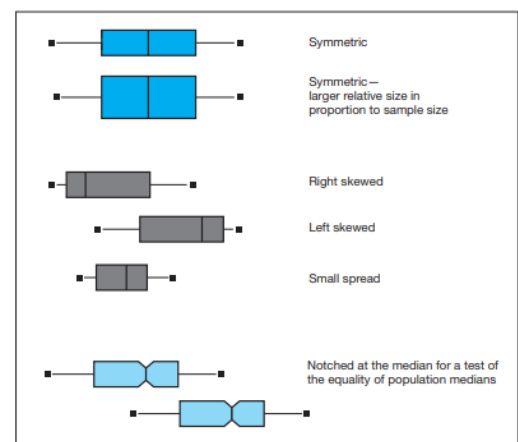 Symmetric
Symmetric—
larger relative size in
proportion to sample size
Right skewed
Left skewed
Small spread
Notched at the median for a test of
the equality of population medians